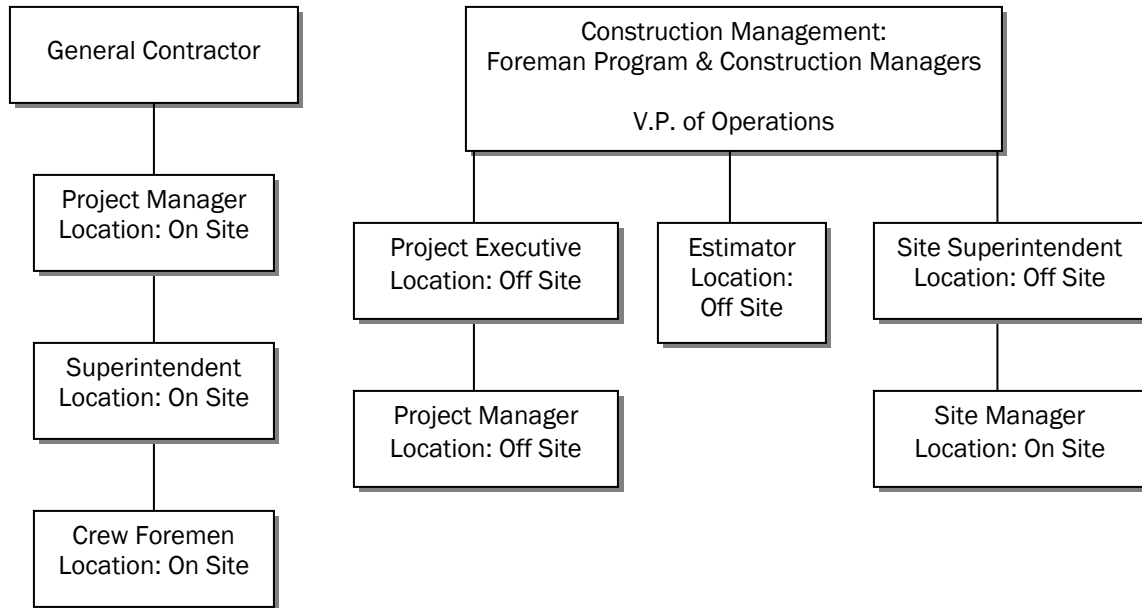 General Contractor
Project Manager
Location: On Site
Superintendent
Location: On Site
Crew Foremen
Location: On Site
Construction Management:
Foreman Program & Construction Managers
V.P. of Operations
Project Executive
Location: Off Site
Project Manager
Location: Off Site
Estimator
Location:
Off Site
Site Superintendent
Location: Off Site
Site Manager
Location: On Site